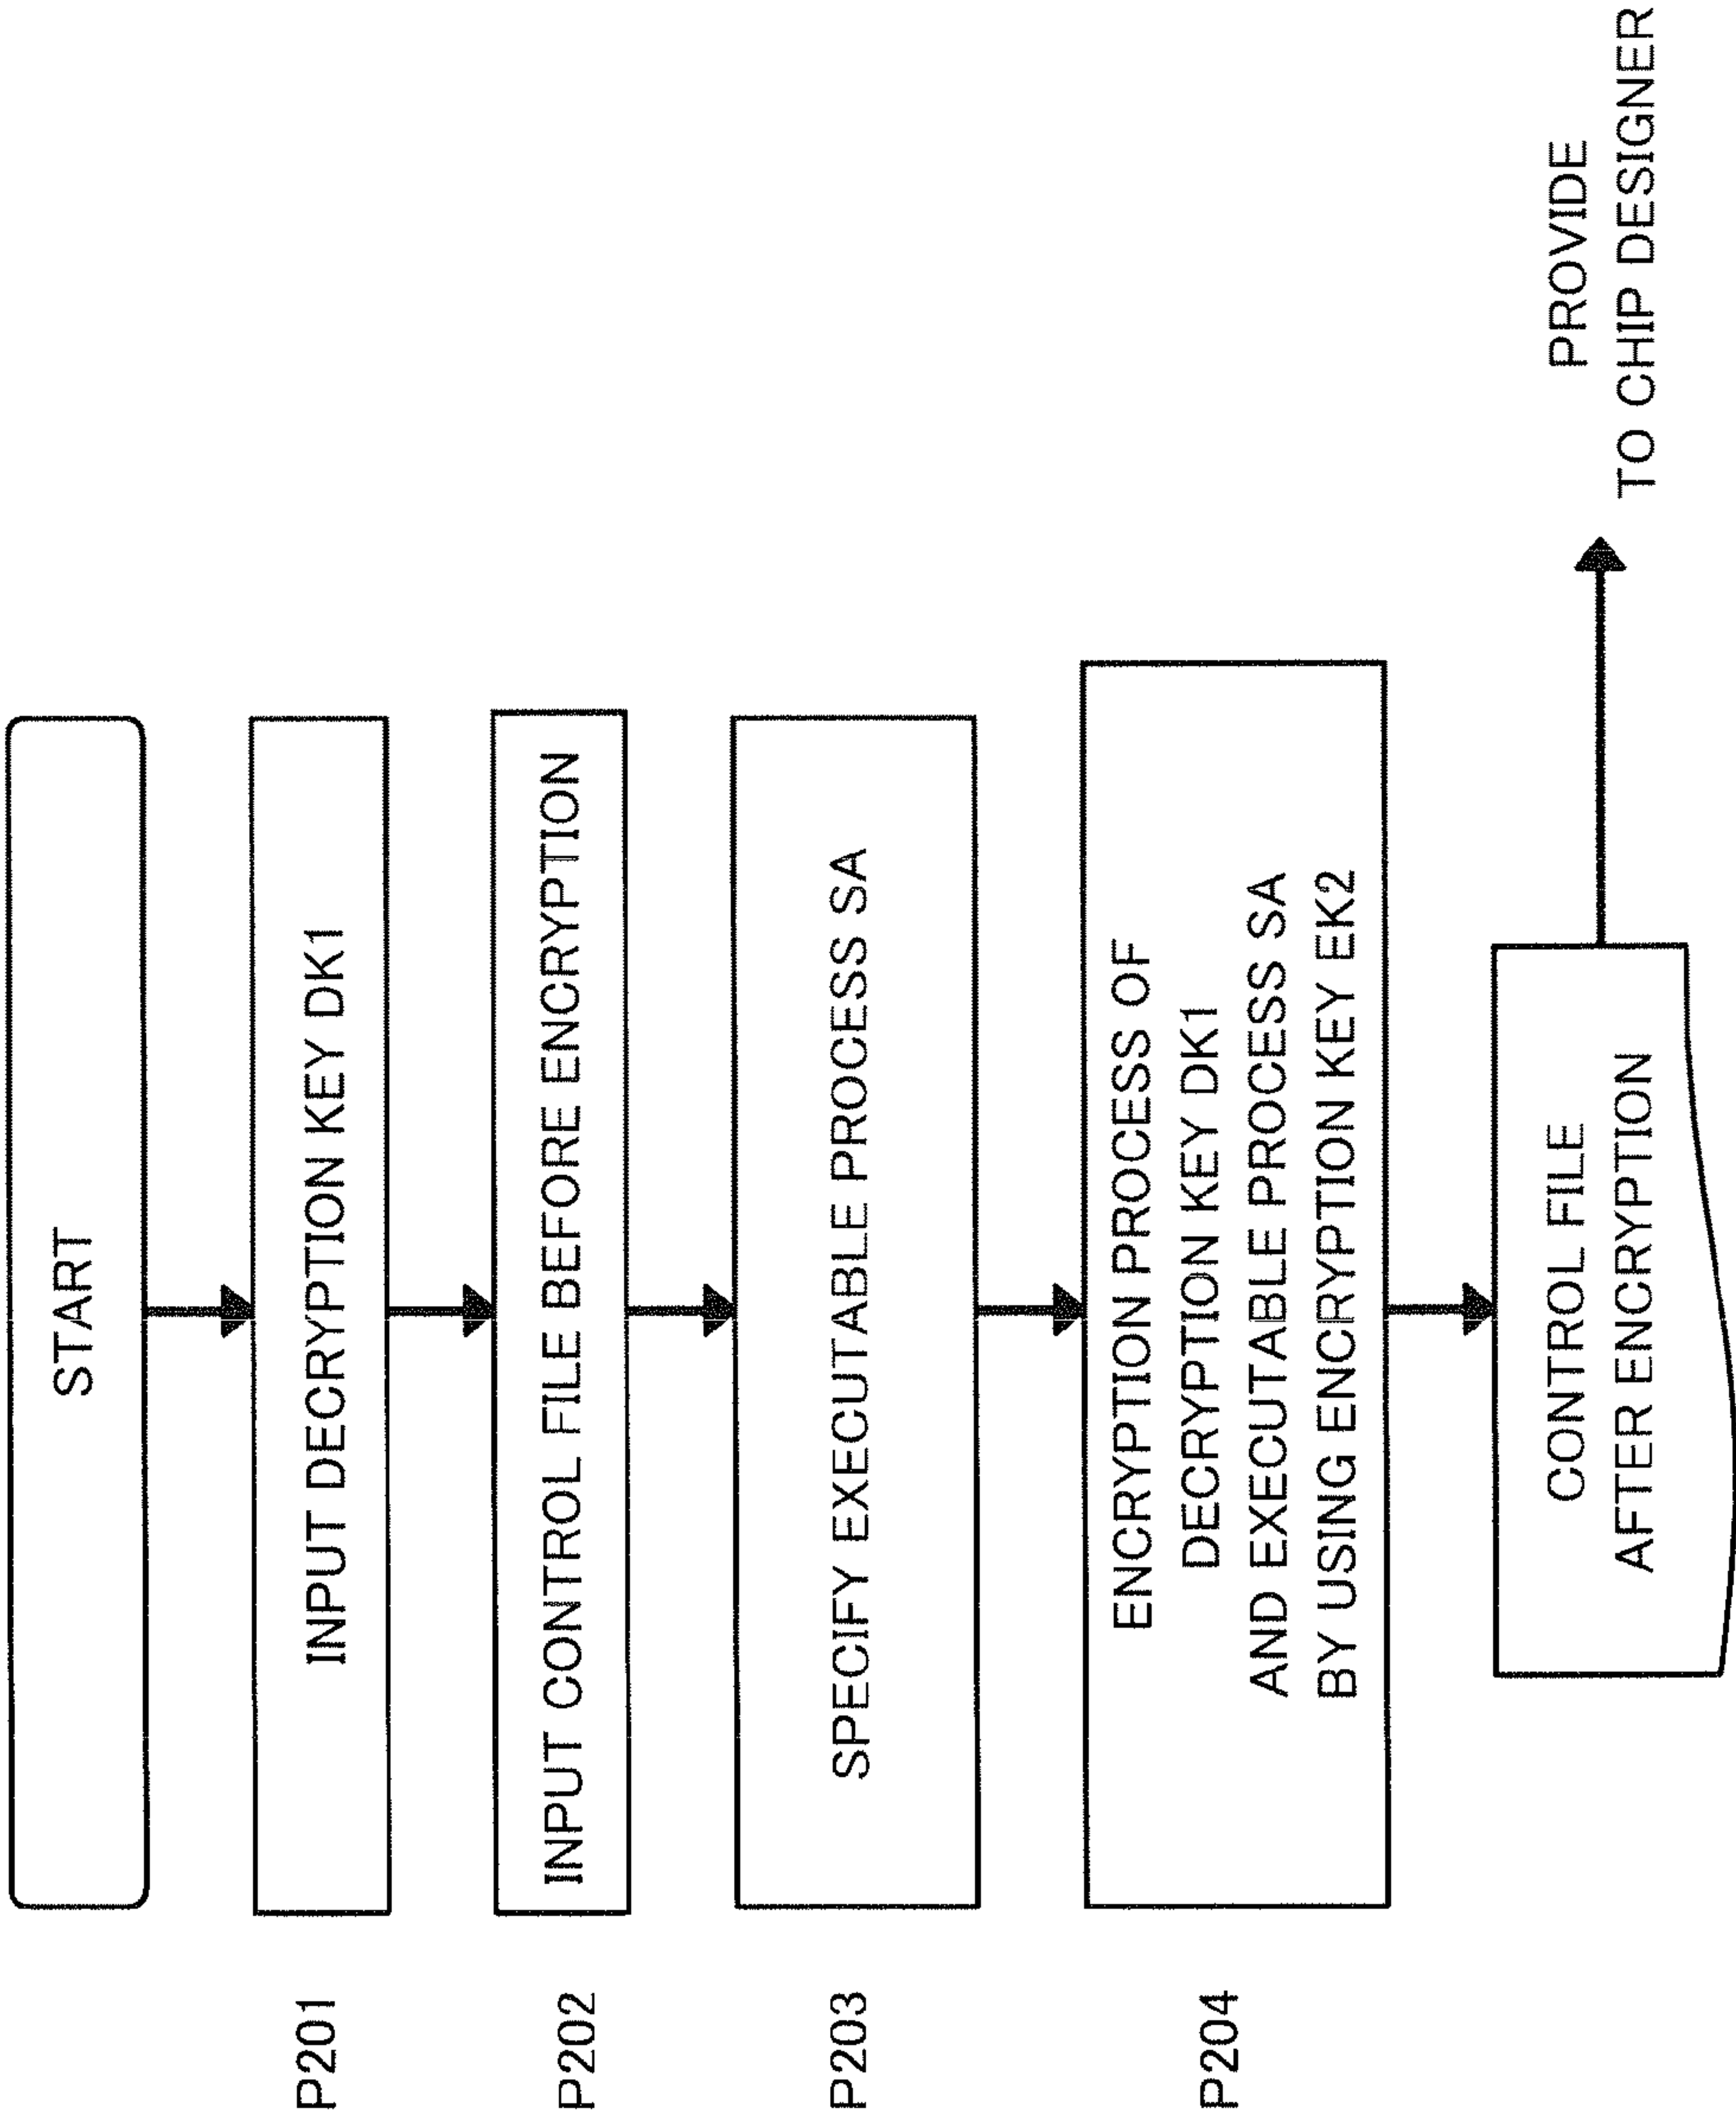 START
P201
INPUT DECRYPTION KEY DK1
P202
INPUT CONTROL FILE BEFORE ENCRYPTION
P203
SPECIFY EXECUTABLE PROCESS SA
P204
ENCRYPTION PROCESS OF
DECRYPTION KEY DK1
AND EXECUTABLE PROCESS SA
BY USING ENCRYPTION KEY EK2
CONTROL FILE
AFTER ENCRYPTION
PROVIDE
TO CHIP DESIGNER